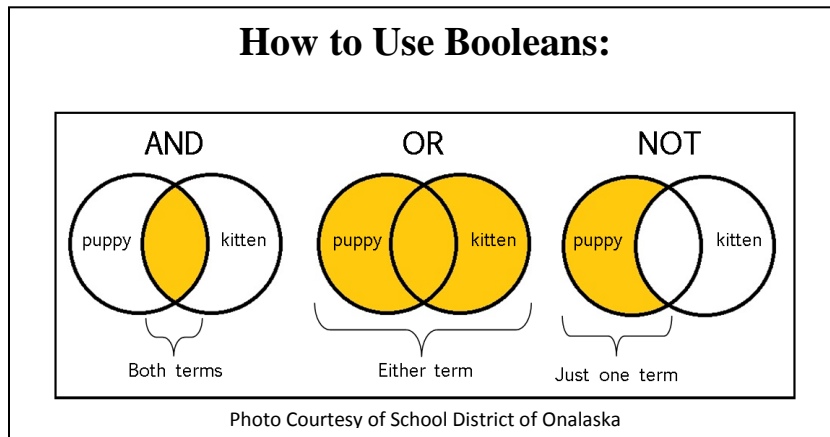 How to Use Booleans:
AND OR NOT
puppy kitten puppy kitten puppy kitten
Both terms Either term Just one term
Photo Courtesy of School District of Onalaska